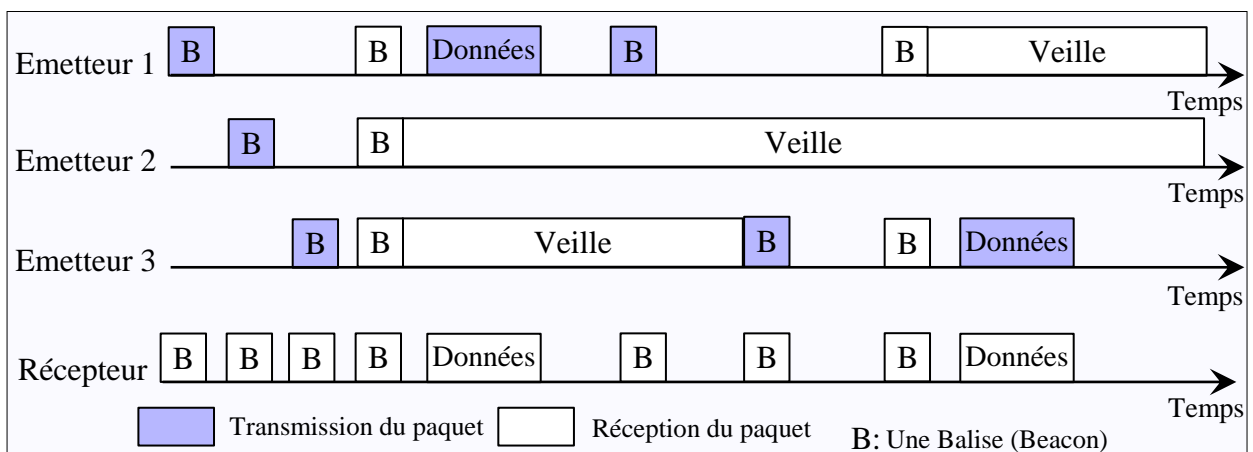 Emetteur 1 B B Données B B Veille
Temps
Emetteur 2 B B Veille
Temps
Emetteur 3 B B Veille B B Données
Temps
Récepteur B B B B Données B B B Données
Temps
Transmission du paquet Réception du paquet B: Une Balise (Beacon)